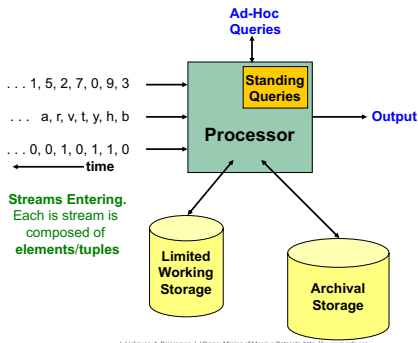 Ad-Hoc
Queries
. . . 1, 5, 2, 7, 0, 9, 3
Standing
Queries
. . . a, r, v, t, y, h, b
Output
Processor
. . . 0, 0, 1, 0, 1, 1, 0
time
Streams Entering.
Each is stream is
composed of
elements/tuples
Limited
Working
Storage
Archival
Storage